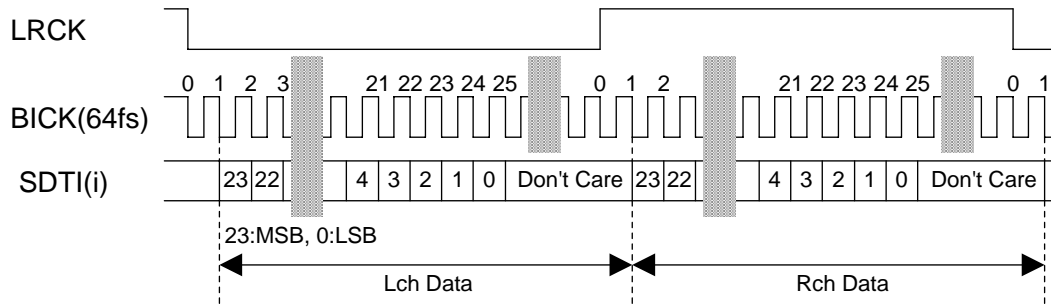 LRCK
0 1 2 3 21 22 23 24 25 0 1 2 21 22 23 24 25 0 1
BICK(64fs)
SDTI(i) 23 22 4 3 2 1 0 Don't Care 23 22 4 3 2 1 0 Don't Care
23:MSB, 0:LSB
Lch Data Rch Data